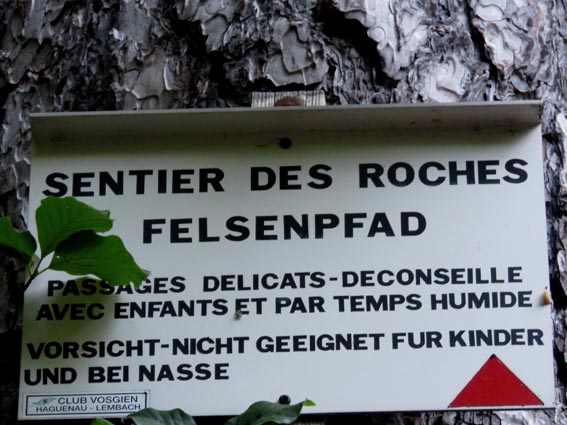 SENTIER DES ROCHES
FELSENPFAD
PASSAGES DELICATS-DECONSEILLE
AVEC ENFANTS ET PAR TEMPS HUMIDE
VORSICHT-NICHT GEEIGNET FUR KINDER
UND BEI NASSE
CLUB VOSGIEN
HAGUENAU - LEMBACH